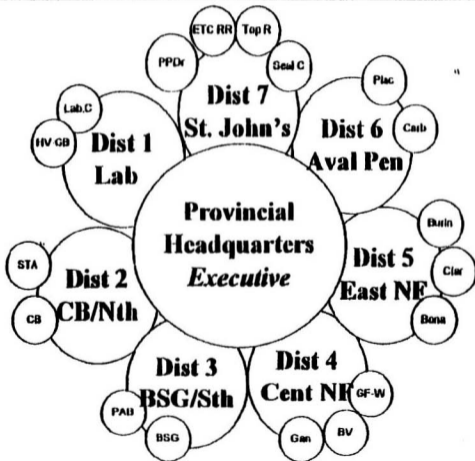 ETC RR
Top R
PPDr
Seal C
Dist 7
St. John's
Plac
Carb
Dist 6
Aval Pen
Lab.C
HV-GB
Dist 1
Lab
Provincial
Headquarters
Executive
Burin
Clar
Bona
Dist 5
East NF
STA
CB
Dist 2
CB/Nth
Dist 3
BSG/Sth
PAB
BSG
Dist 4
Cent NF
GF-W
BV
Gan